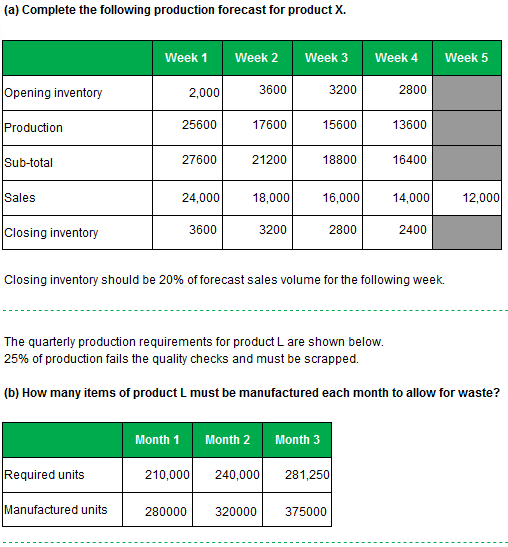 (a) Complete the following production forecast for product X.
Week 1 Week 2 Week 3 Week 4 Week 5
Opening inventory 2,000 3600 3200 2800
Production 25600 17600 15600 13600
Sub-total 27600 21200 18800 16400
Sales 24,000 18,000 16,000 14,000 12,000
Closing inventory 3600 3200 2800 2400
Closing inventory should be 20% of forecast sales volume for the following week.
The quarterly production requirements for product L are shown below.
25% of production fails the quality checks and must be scrapped.
(b) How many items of product L must be manufactured each month to allow for waste?
Month 1 Month 2 Month 3
Required units 210,000 240,000 281,250
Manufactured units 280000 320000 375000